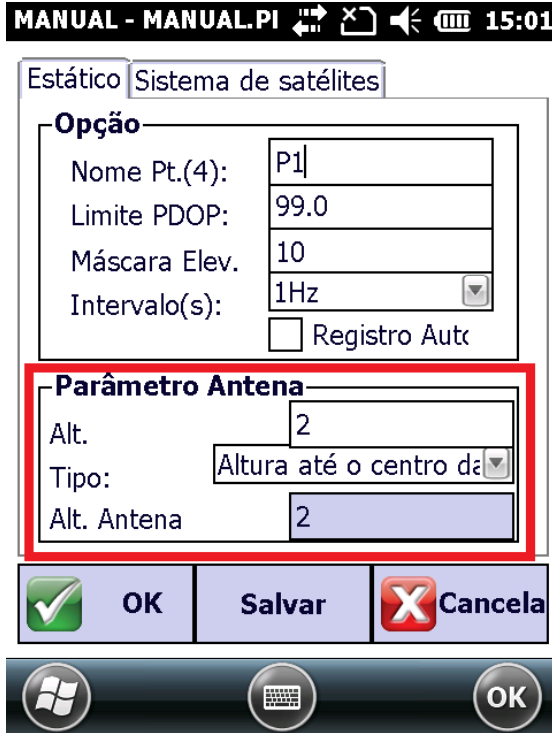 MANUAL - MANUAL.PI 15:01
Estático Sistema de satélites
Opção
Nome Pt.(4): P1
Limite PDOP: 99.0
Máscara Elev. 10
Intervalo(s): 1Hz
Registro Autc
Parâmetro Antena
Alt. 2
Tipo: Altura até o centro da
Alt. Antena 2
OK Salvar Cancela
OK